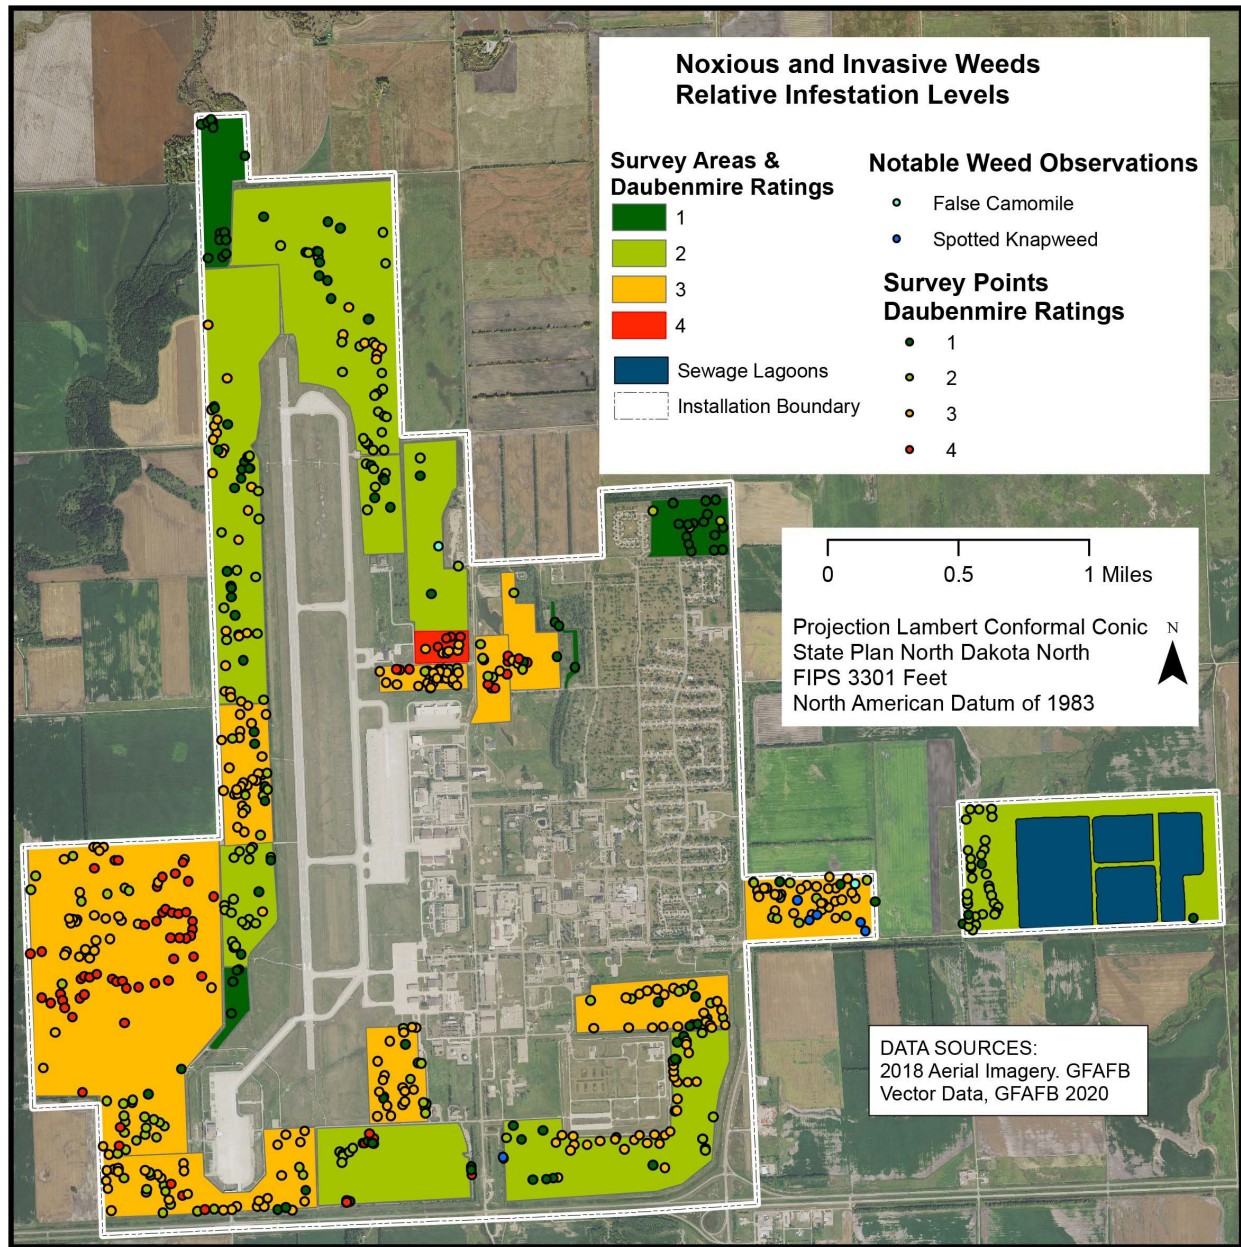 Noxious and Invasive Weeds
Relative Infestation Levels
Survey Areas &
Daubenmire Ratings
1
2
3
4
Sewage Lagoons
Installation Boundary
Notable Weed Observations
False Camomile
Spotted Knapweed
Survey Points
Daubenmire Ratings
1
2
3
4
0 0.5 1 Miles
Projection Lambert Conformal Conic
State Plan North Dakota North
FIPS 3301 Feet
North American Datum of 1983
N
DATA SOURCES:
2018 Aerial Imagery. GFAFB
Vector Data, GFAFB 2020